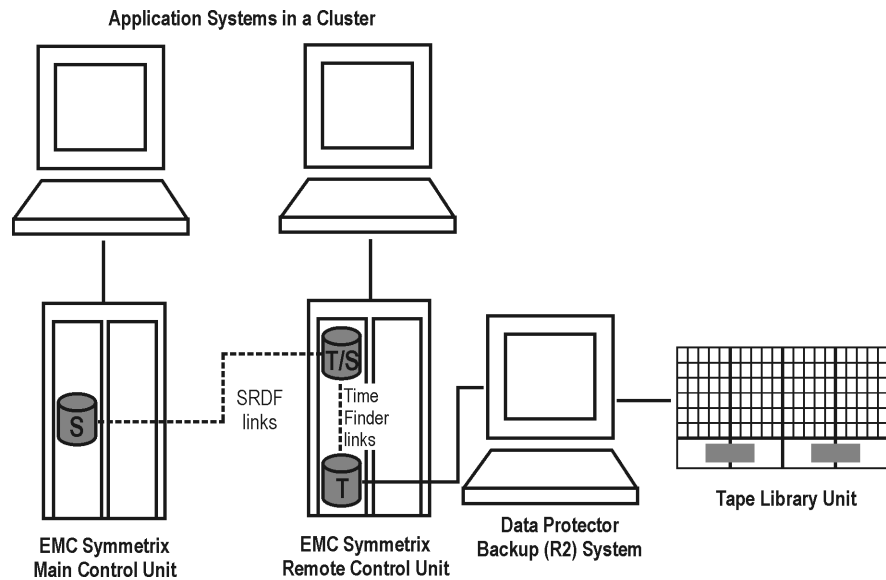 Application Systems in a Cluster
T/S
S
SRDF
links
Time
Finder
links
T
EMC Symmetrix
Main Control Unit
EMC Symmetrix
Remote Control Unit
Data Protector
Backup (R2) System
Tape Library Unit